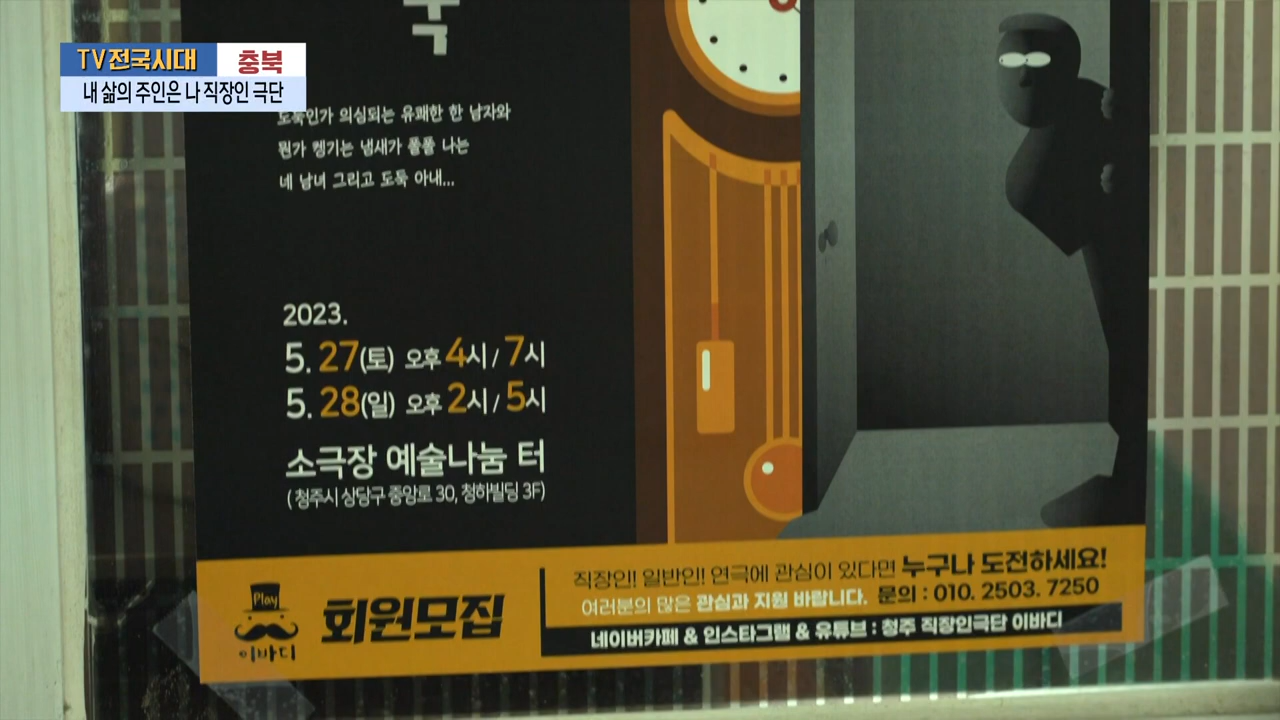 TV전국시대 충북
내 삶의 주인은 나 직장인 극단
도둑인가 의심되는 유쾌한 한 남자와
뭔가 켕기는 냄새가 폴폴 나는
네 남녀 그리고 도둑 아내...
2023.
5. 27(토) 오후 4시 / 7시
5. 28(일) 오후 2시 / 5시
소극장 예술나눔 터
( 청주시 상당구 중앙로 30, 청하빌딩 3F)
Play
이바디
회원모집
직장인! 일반인! 연극에 관심이 있다면 누구나 도전하세요!
여러분의 많은 관심과 지원 바랍니다. 문의 : 010. 2503. 7250
네이버카페 & 인스타그램 & 유튜브 : 청주 직장인극단 이바디